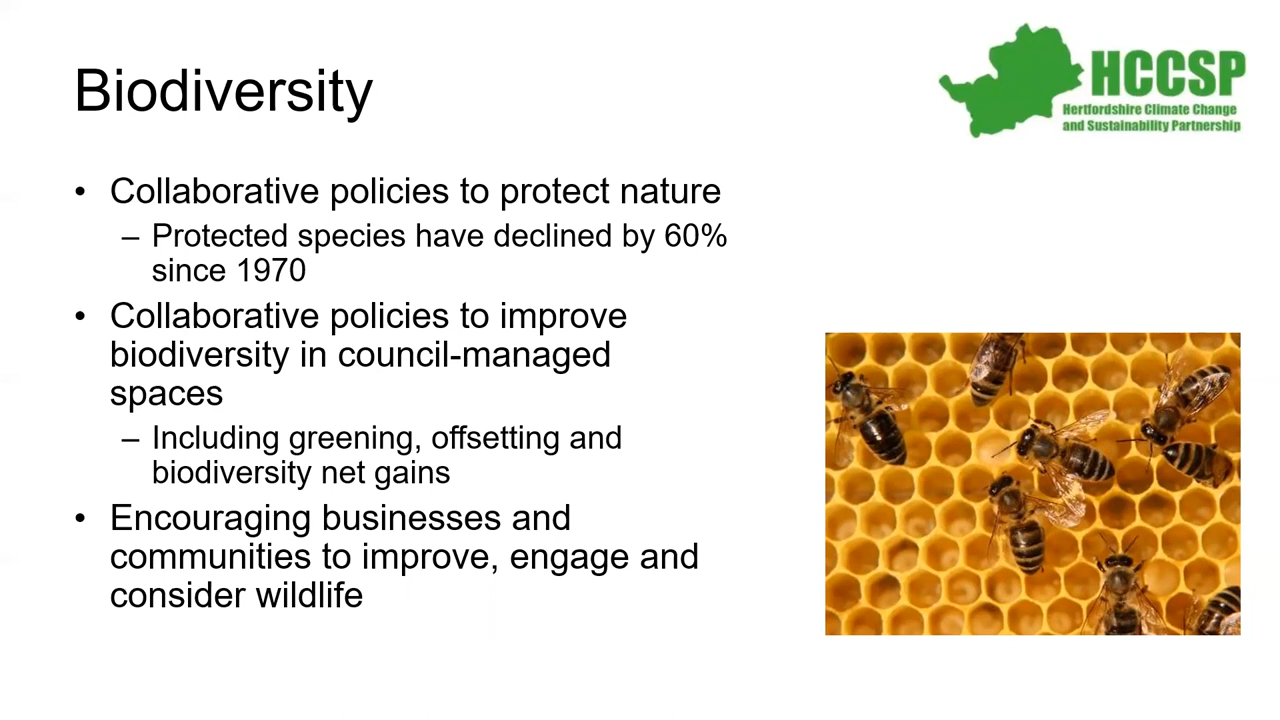 Biodiversity
HCCSP
Hertfordshire Climate Change
and Sustainability Partnership
• Collaborative policies to protect nature
– Protected species have declined by 60%
since 1970
• Collaborative policies to improve
biodiversity in council-managed
spaces
– Including greening, offsetting and
biodiversity net gains
• Encouraging businesses and
communities to improve, engage and
consider wildlife